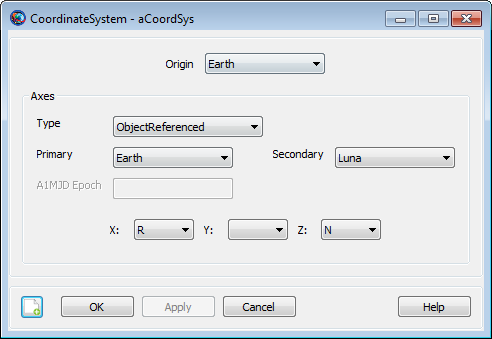 CoordinateSystem - aCoordSys
Origin Earth
Axes
Type ObjectReferenced
Primary Earth Secondary Luna
A1MJD Epoch
X: R Y: Z: N
OK Apply Cancel Help